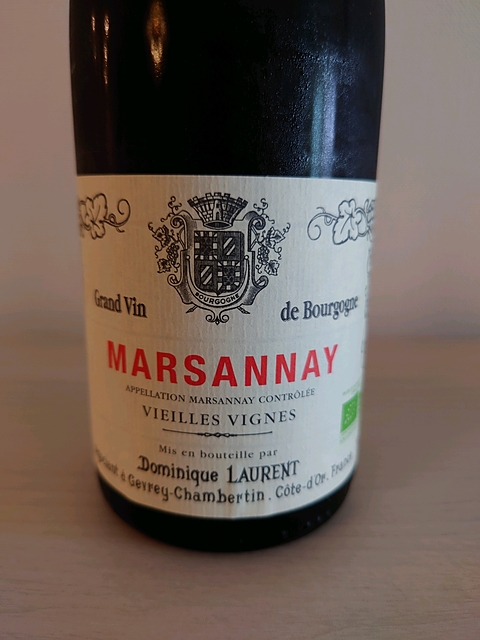 BOURGOGNE
Grand Vin de Bourgogne
MARSANNAY
APPELLATION MARSANNAY CONTRÔLÉE
VIEILLES VIGNES
Mis en bouteille par
Dominique LAURENT
à Gevrey-Chambertin . Côte-d'Or . France